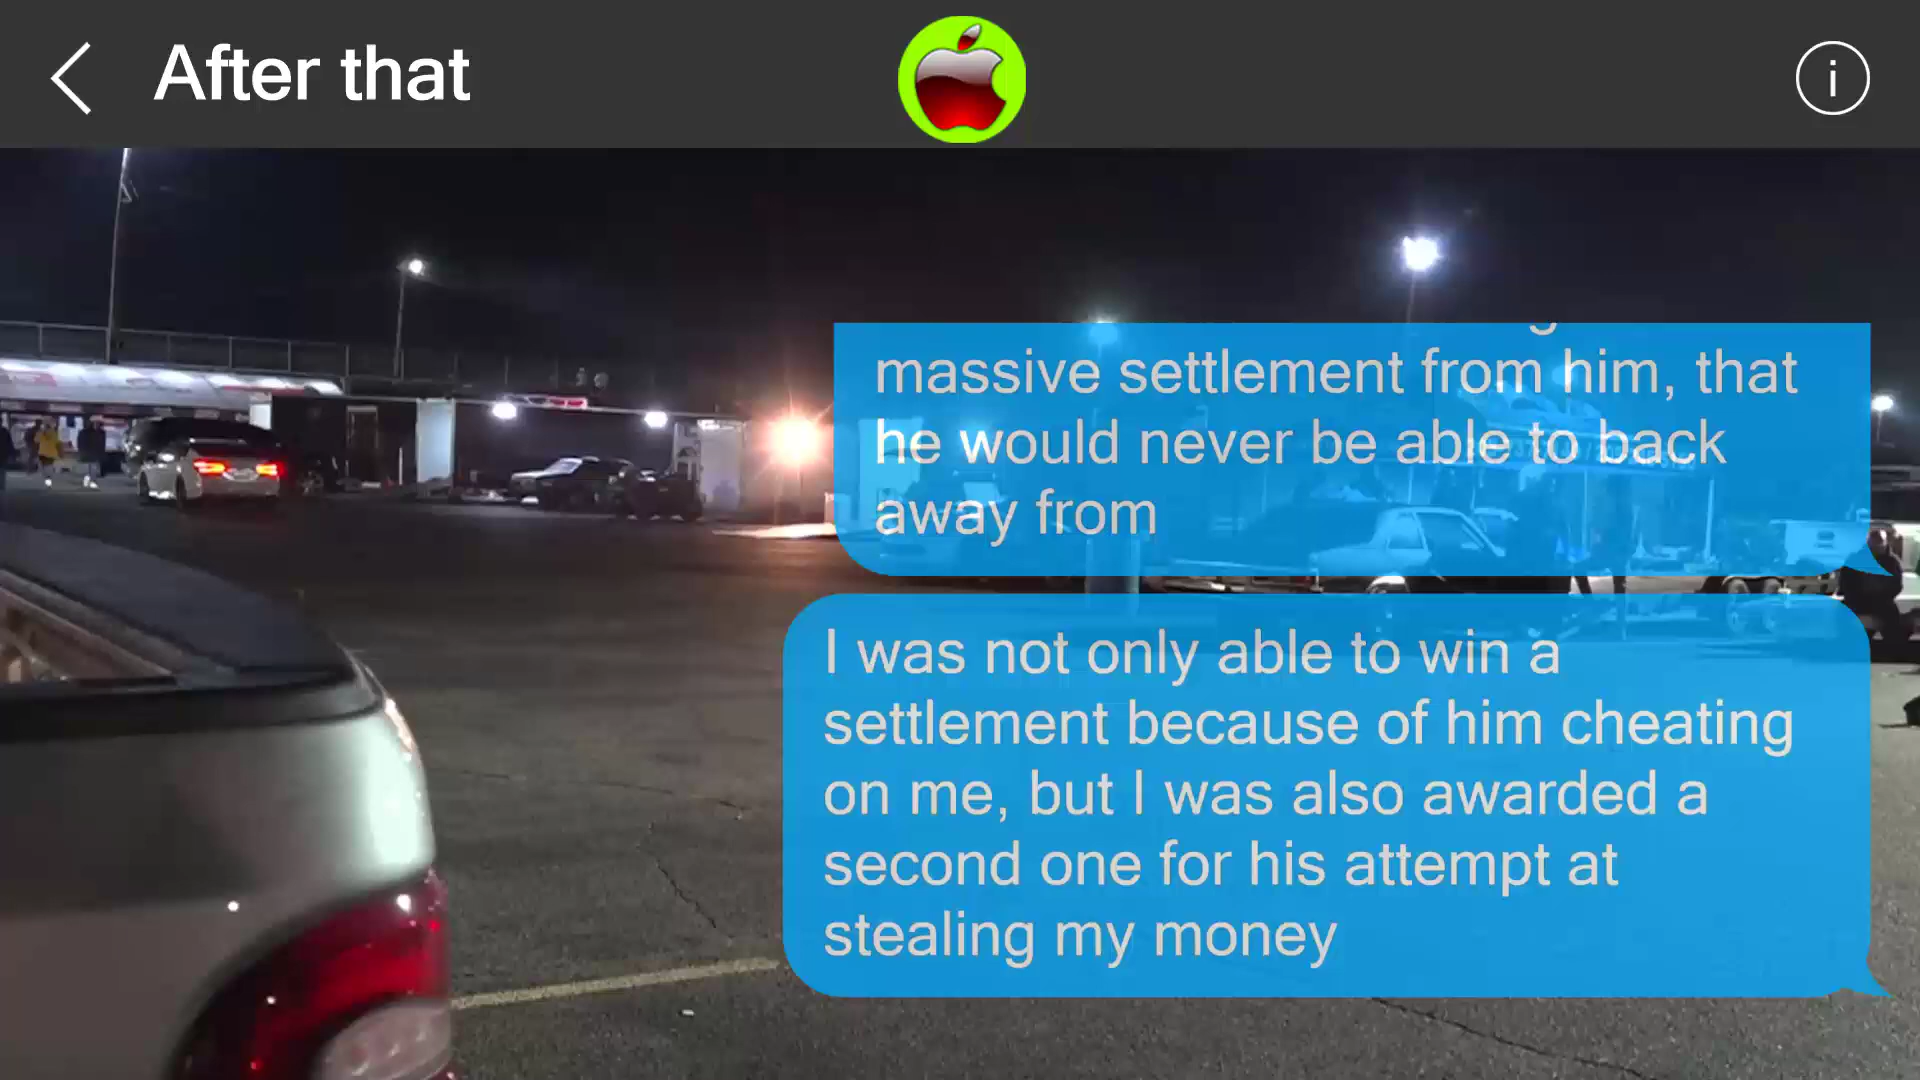 After that
massive settlement from him, that
he would never be able to back
away from
I was not only able to win a
settlement because of him cheating
on me, but I was also awarded a
second one for his attempt at
stealing my money